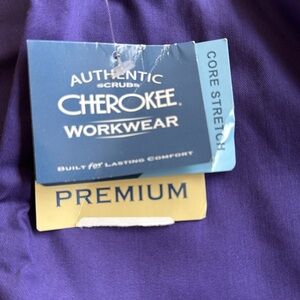 AUTHENTIC
SCRUBS
CHEROKEE
WORKWEAR
BUILT for LASTING COMFORT
CORE STRETCH
PREMIUM